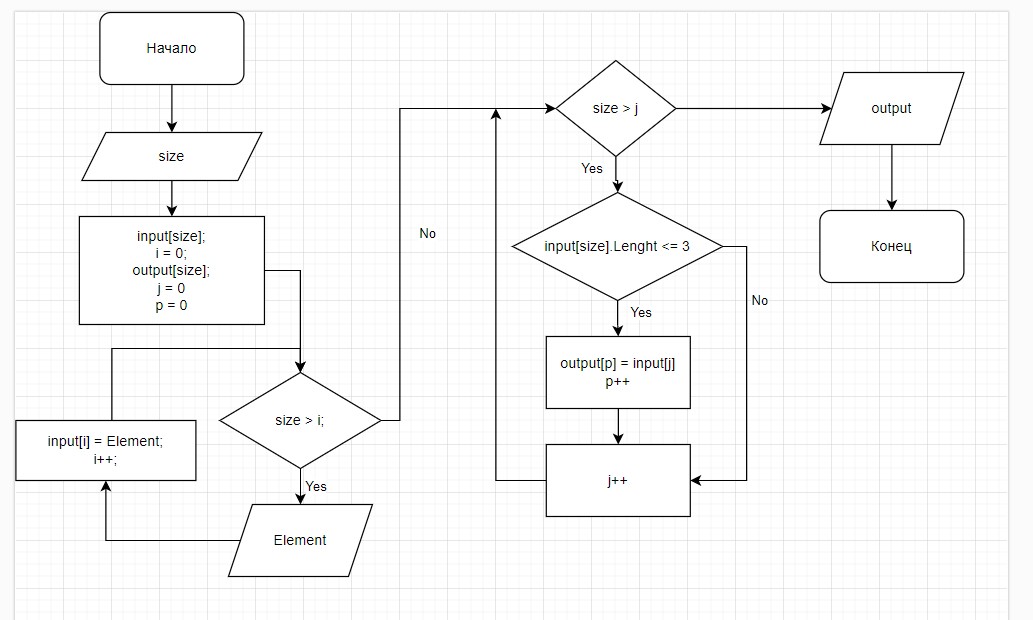 Начало
size
input[size];
i = 0;
output[size];
j = 0
p = 0
size > i;
Yes
Element
input[i] = Element;
i++;
No
size > j
Yes
input[size].Lenght <= 3
Yes
No
output[p] = input[j]
p++
j++
output
Конец